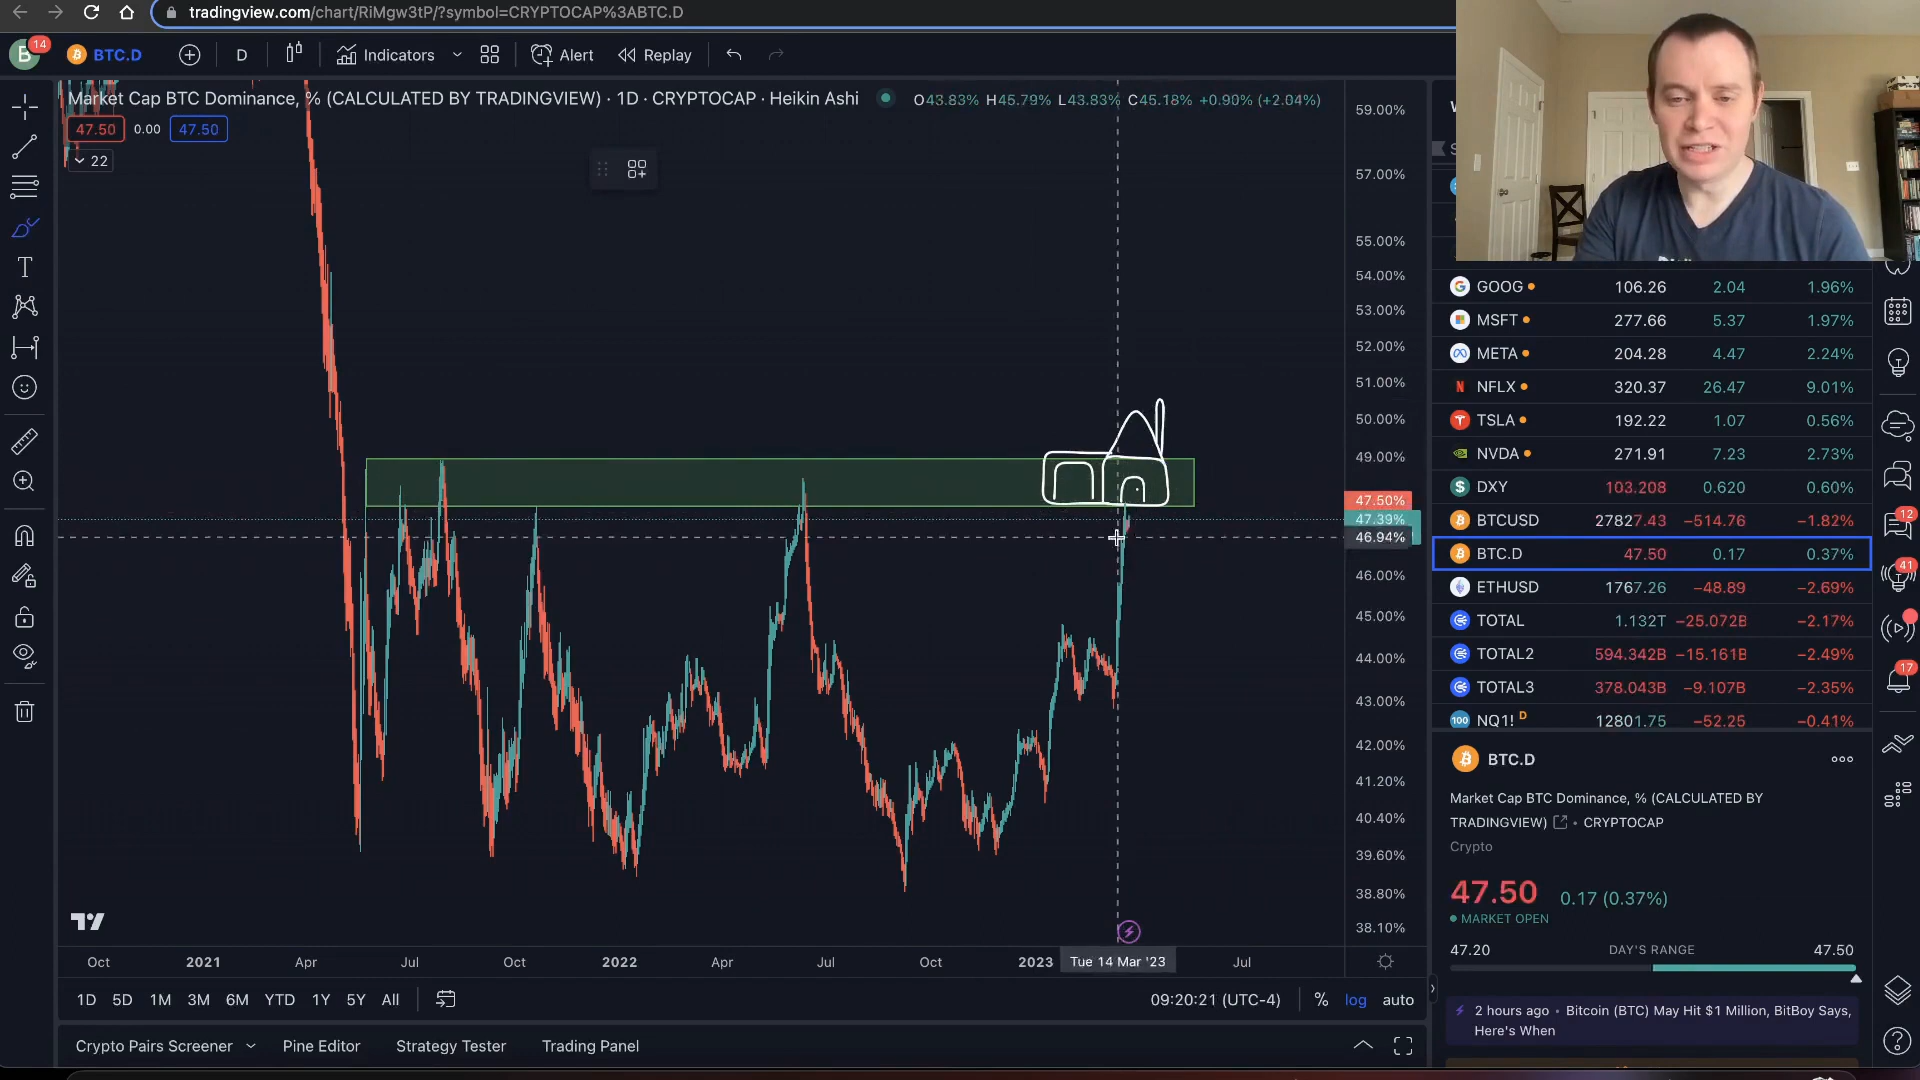 tradingview.com/chart/RiMgw3tP/?symbol=CRYPTOCAP%3ABTC.D
B 14 BTC.D D Indicators Alert Replay
Market Cap BTC Dominance, % (CALCULATED BY TRADINGVIEW) · 1D · CRYPTOCAP · Heikin Ashi O43.83% H45.79% L43.83% C45.18% +0.90% (+2.04%)
47.50 0.00 47.50
22
59.00%
57.00%
55.00%
54.00%
53.00%
52.00%
51.00%
50.00%
49.00%
47.50%
47.39%
46.94%
46.00%
45.00%
44.00%
43.00%
42.00%
41.20%
40.40%
39.60%
38.80%
38.10%
Oct 2021 Apr Jul Oct 2022 Apr Jul Oct 2023 Tue 14 Mar '23 Jul
1D 5D 1M 3M 6M YTD 1Y 5Y All 09:20:21 (UTC-4) % log auto
Crypto Pairs Screener Pine Editor Strategy Tester Trading Panel
GOOG 106.26 2.04 1.96%
MSFT 277.66 5.37 1.97%
META 204.28 4.47 2.24%
NFLX 320.37 26.47 9.01%
TSLA 192.22 1.07 0.56%
NVDA 271.91 7.23 2.73%
DXY 103.208 0.620 0.60%
BTCUSD 27827.43 −514.76 −1.82%
BTC.D 47.50 0.17 0.37%
ETHUSD 1767.26 −48.89 −2.69%
TOTAL 1.132T −25.072B −2.17%
TOTAL2 594.342B −15.161B −2.49%
TOTAL3 378.043B −9.107B −2.35%
100 NQ1! D 12801.75 −52.25 −0.41%
BTC.D
Market Cap BTC Dominance, % (CALCULATED BY
TRADINGVIEW) • CRYPTOCAP
Crypto
47.50 0.17 (0.37%)
MARKET OPEN
47.20 DAY'S RANGE 47.50
2 hours ago • Bitcoin (BTC) May Hit $1 Million, BitBoy Says,
Here's When
12
41
17